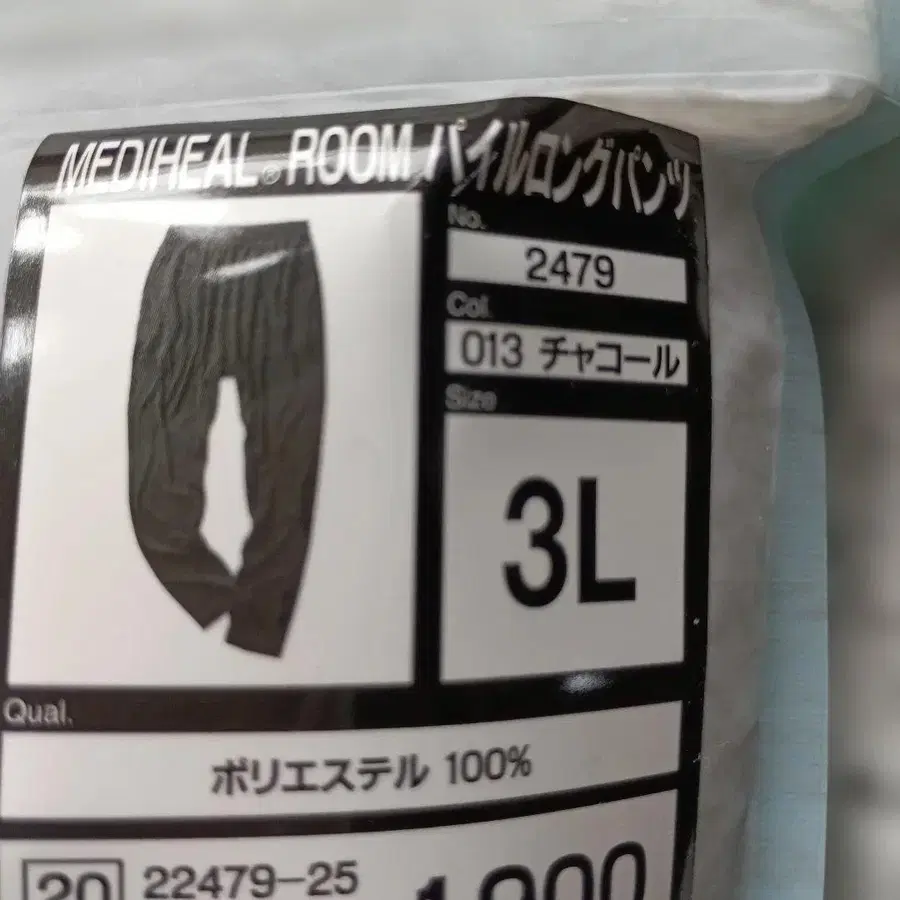 MEDIHEAL® ROOM パイルロングパンツ
No.
2479
Col.
013 チャコール
Size
3L
Qual.
ポリエステル 100%
20 22479-25